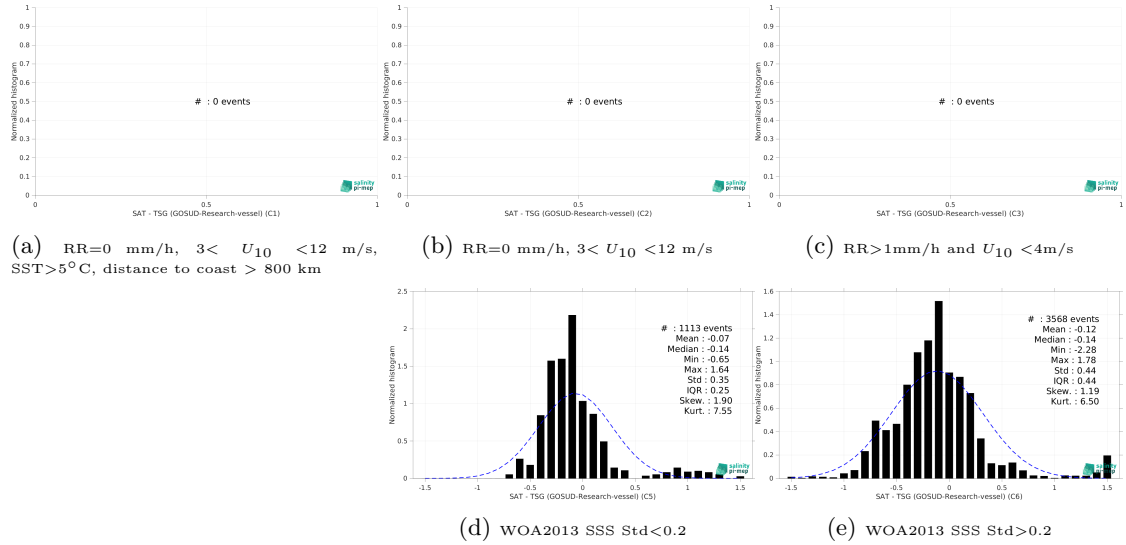 1
0.9
0.8
0.7
0.6
0.5
0.4
0.3
0.2
0.1
0
Normalized histogram
# : 0 events
salinity
pi-mep
0 0.5 1
SAT - TSG (GOSUD-Research-vessel) (C1)
(a) RR=0 mm/h, 3< U10 <12 m/s,
SST>5°C, distance to coast > 800 km
1
0.9
0.8
0.7
0.6
0.5
0.4
0.3
0.2
0.1
0
Normalized histogram
# : 0 events
salinity
pi-mep
0 0.5 1
SAT - TSG (GOSUD-Research-vessel) (C2)
(b) RR=0 mm/h, 3< U10 <12 m/s
1
0.9
0.8
0.7
0.6
0.5
0.4
0.3
0.2
0.1
0
Normalized histogram
# : 0 events
salinity
pi-mep
0 0.5 1
SAT - TSG (GOSUD-Research-vessel) (C3)
(c) RR>1mm/h and U10 <4m/s
2.5
2
1.5
1
0.5
0
Normalized histogram
# : 1113 events
Mean : -0.07
Median : -0.14
Min : -0.65
Max : 1.64
Std : 0.35
IQR : 0.25
Skew. : 1.90
Kurt. : 7.55
salinity
pi-mep
-1.5 -1 -0.5 0 0.5 1 1.5
SAT - TSG (GOSUD-Research-vessel) (C5)
(d) WOA2013 SSS Std<0.2
1.6
1.4
1.2
1
0.8
0.6
0.4
0.2
0
Normalized histogram
# : 3568 events
Mean : -0.12
Median : -0.14
Min : -2.28
Max : 1.78
Std : 0.44
IQR : 0.44
Skew. : 1.19
Kurt. : 6.50
salinity
pi-mep
-1.5 -1 -0.5 0 0.5 1 1.5
SAT - TSG (GOSUD-Research-vessel) (C6)
(e) WOA2013 SSS Std>0.2